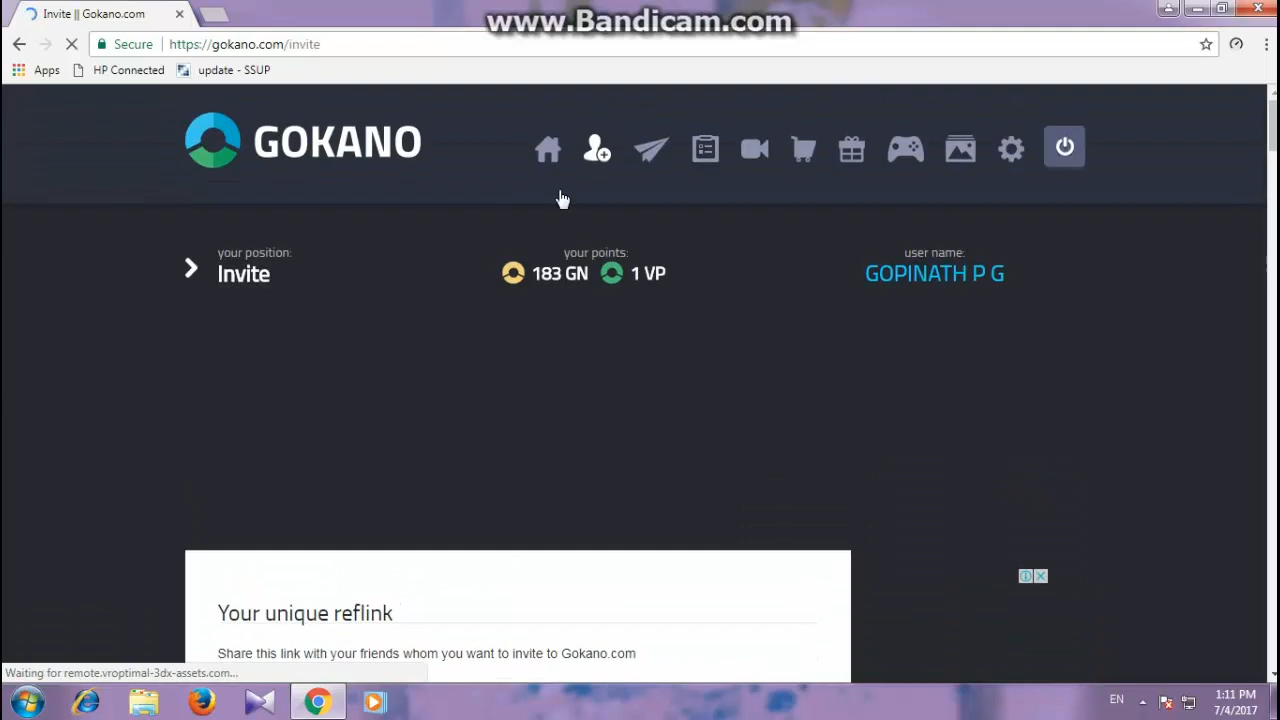 www.Bandicam.com
Invite || Gokano.com
Secure https://gokano.com/invite
Apps HP Connected update - SSUP
GOKANO
your position:
Invite
your points:
183 GN 1 VP
user name:
GOPINATH P G
Your unique reflink
Share this link with your friends whom you want to invite to Gokano.com
Waiting for remote.vroptimal-3dx-assets.com...
EN
1:11 PM
7/4/2017